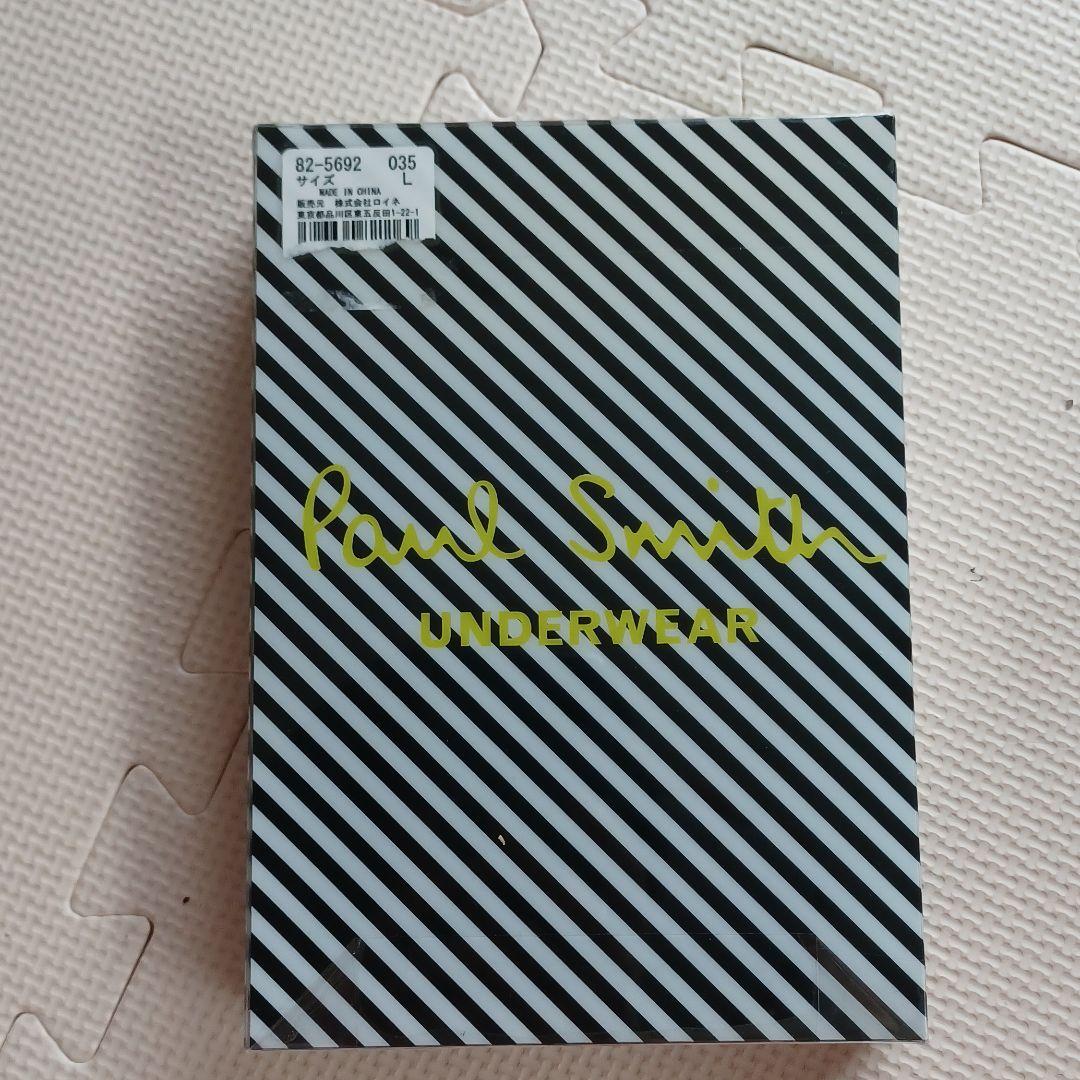 82-5692 035
サイズ L
MADE IN CHINA
販売元 株式会社ロイネ
東京都品川区東五反田1-22-1
Paul Smith
UNDERWEAR